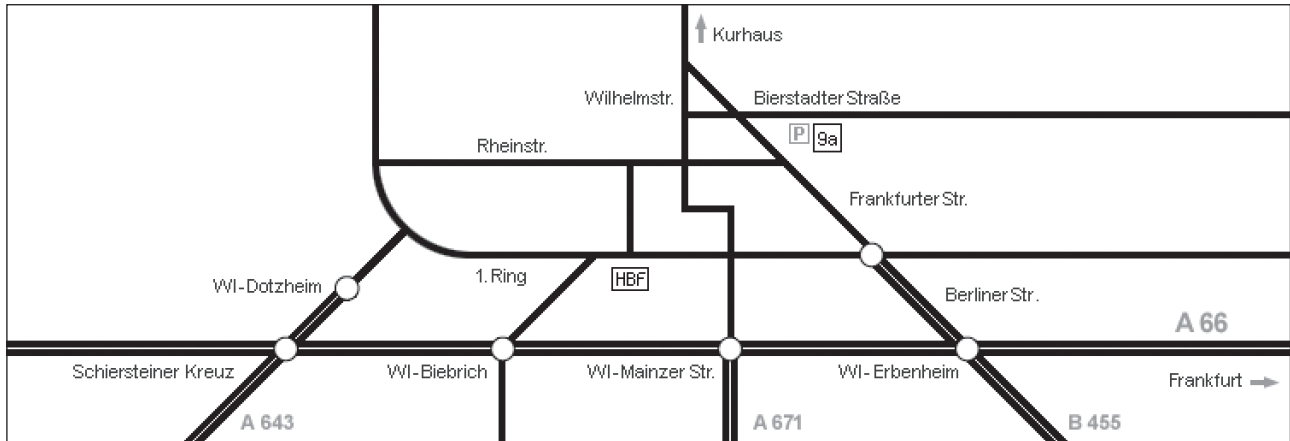 Kurhaus
Wilhelmstr.
Bierstadter Straße
P
9a
Rheinstr.
Frankfurter Str.
1. Ring
HBF
WI-Dotzheim
Berliner Str.
A 66
Schiersteiner Kreuz
WI-Biebrich
WI-Mainzer Str.
WI-Erbenheim
Frankfurt
A 643
A 671
B 455